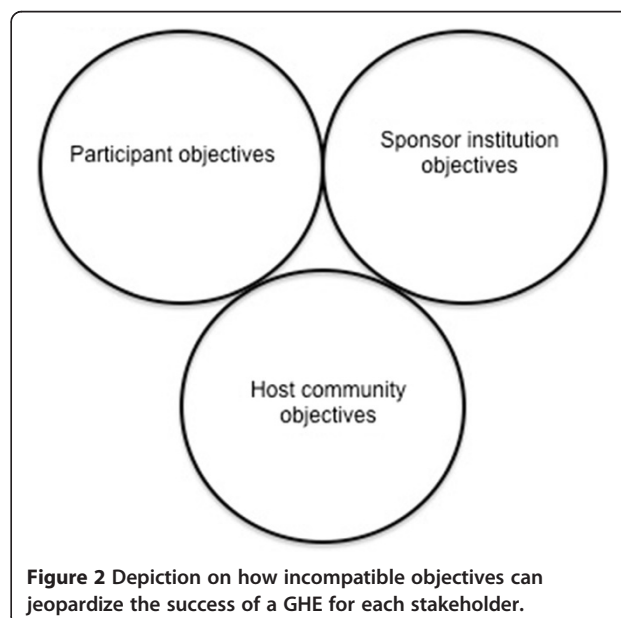 Participant objectives
Sponsor institution
objectives
Host community
objectives
Figure 2 Depiction on how incompatible objectives can
jeopardize the success of a GHE for each stakeholder.